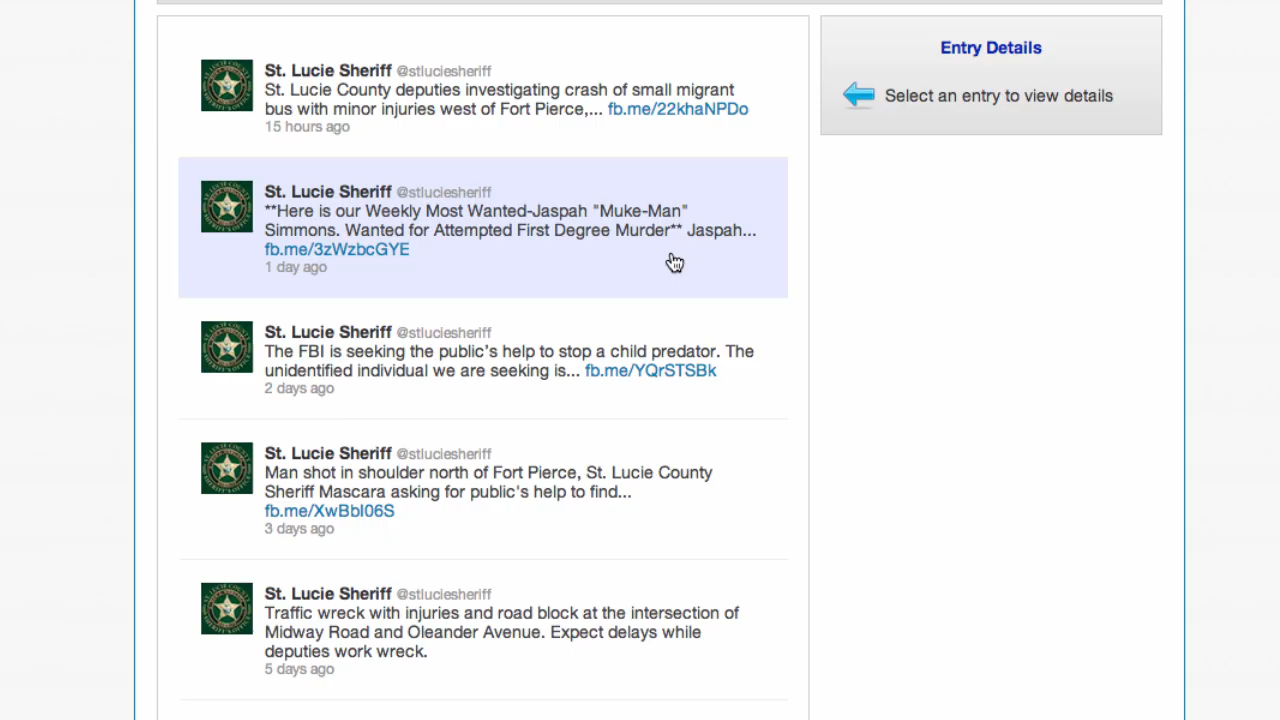 Entry Details
Select an entry to view details
St. Lucie Sheriff @stluciesheriff
St. Lucie County deputies investigating crash of small migrant
bus with minor injuries west of Fort Pierce,... fb.me/22khaNPDo
15 hours ago
St. Lucie Sheriff @stluciesheriff
**Here is our Weekly Most Wanted-Jaspah "Muke-Man"
Simmons. Wanted for Attempted First Degree Murder** Jaspah...
fb.me/3zWzbcGYE
1 day ago
St. Lucie Sheriff @stluciesheriff
The FBI is seeking the public's help to stop a child predator. The
unidentified individual we are seeking is... fb.me/YQrSTSBk
2 days ago
St. Lucie Sheriff @stluciesheriff
Man shot in shoulder north of Fort Pierce, St. Lucie County
Sheriff Mascara asking for public's help to find...
fb.me/XwBbI06S
3 days ago
St. Lucie Sheriff @stluciesheriff
Traffic wreck with injuries and road block at the intersection of
Midway Road and Oleander Avenue. Expect delays while
deputies work wreck.
5 days ago